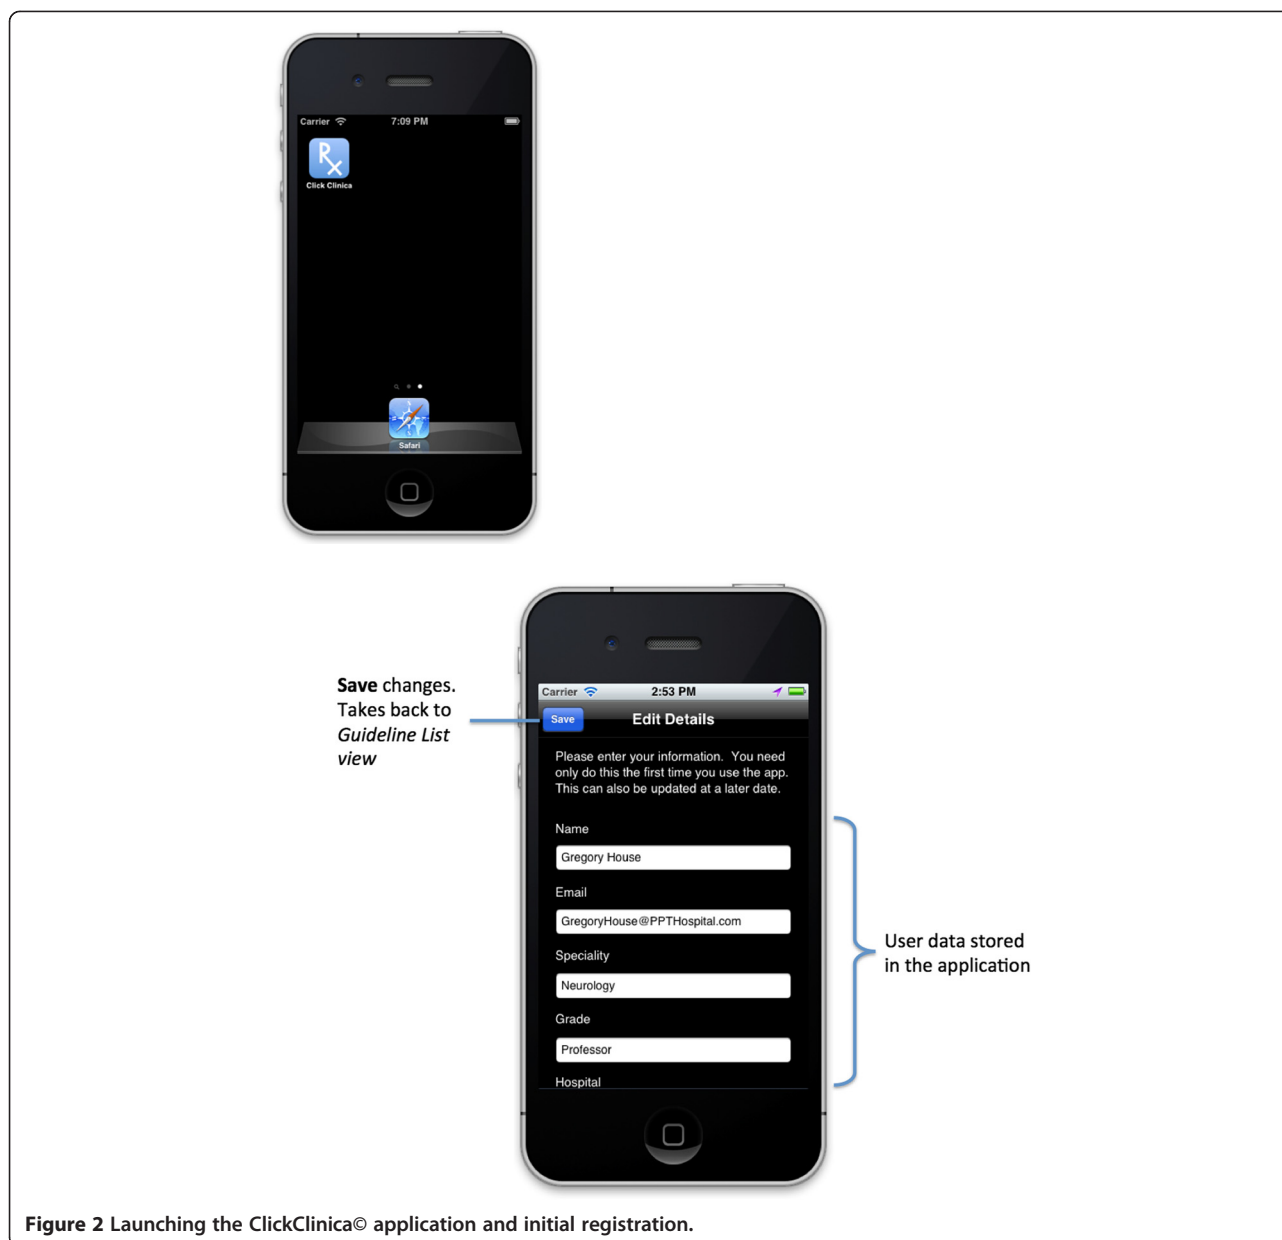 Carrier 7:09 PM
Rx
Click Clinica
Safari
Save changes.
Takes back to
Guideline List
view
Carrier 2:53 PM
Save Edit Details
Please enter your information. You need
only do this the first time you use the app.
This can also be updated at a later date.
Name
Gregory House
Email
GregoryHouse@PPTHospital.com
Speciality
Neurology
Grade
Professor
Hospital
User data stored
in the application
Figure 2 Launching the ClickClinica© application and initial registration.